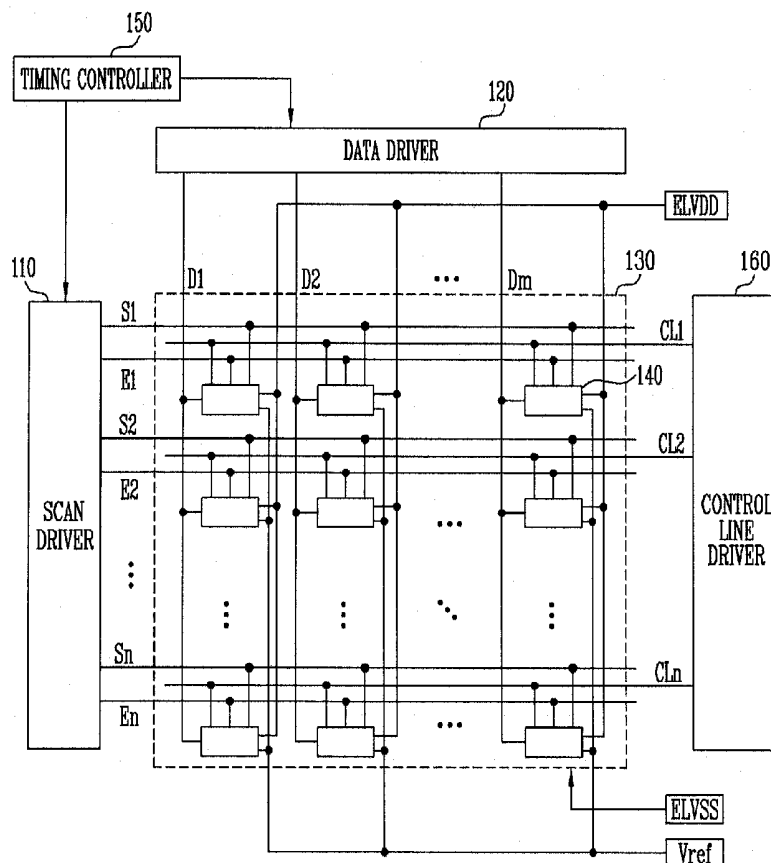 150
TIMING CONTROLLER
120
DATA DRIVER
ELVDD
110
D1
D2
...
Dm
130
160
S1
CL1
E1
140
S2
CL2
E2
SCAN
DRIVER
CONTROL
LINE
DRIVER
Sn
CLn
En
ELVSS
Vref